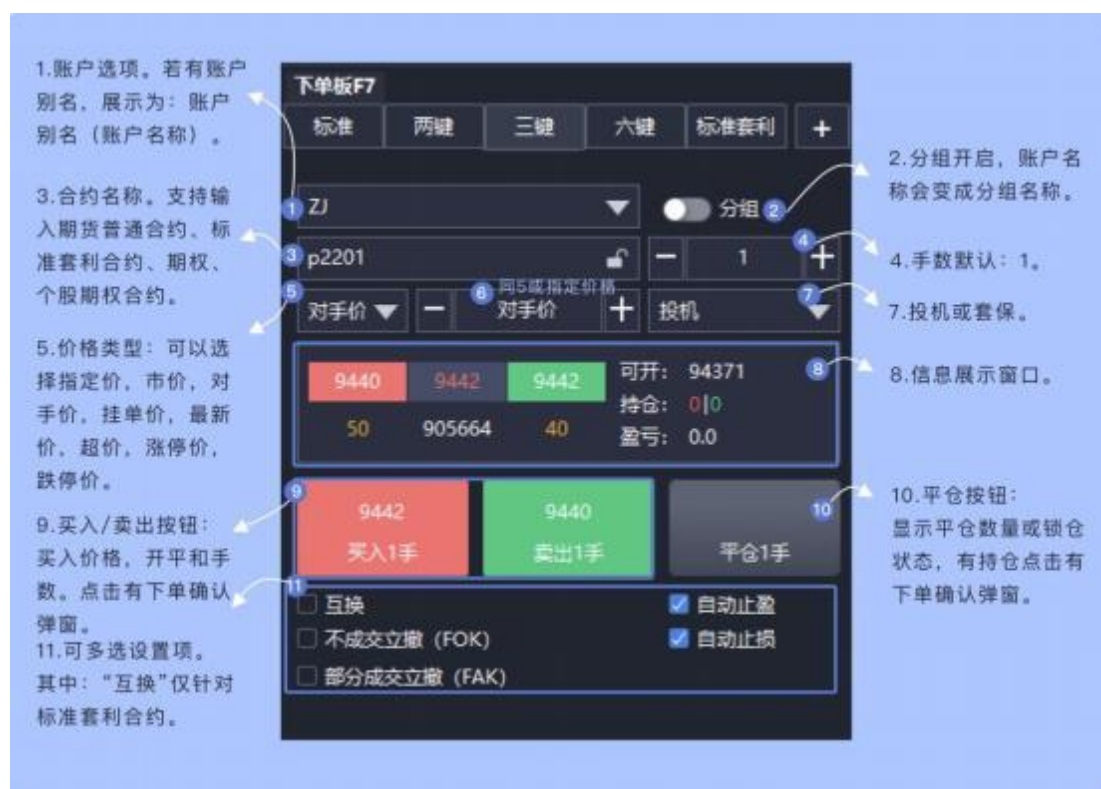 1.账户选项。若有账户
别名，展示为：账户
别名（账户名称）。
3.合约名称。支持输
入期货普通合约、标
准套利合约、期权、
个股期权合约。
5.价格类型：可以选
择指定价，市价，对
手价，挂单价，最新
价，超价，涨停价，
跌停价。
9.买入/卖出按钮：
买入价格，开平和手
数。点击有下单确认
弹窗。
11.可多选设置项。
其中：“互换”仅针对
标准套利合约。
下单板F7
标准 两键 三键 六键 标准套利 +
1 ZJ 分组 2
3 p2201 − 1 + 4
5 对手价 − 6 同5或指定价格 对手价 + 投机 7
9440 9442 9442 可开： 94371 8
持仓： 0|0
50 905664 40 盈亏： 0.0
9 9442 9440 10
买入1手 卖出1手 平仓1手
11 互换 自动止盈
不成交立撤（FOK） 自动止损
部分成交立撤（FAK）
2.分组开启，账户名
称会变成分组名称。
4.手数默认：1。
7.投机或套保。
8.信息展示窗口。
10.平仓按钮：
显示平仓数量或锁仓
状态，有持仓点击有
下单确认弹窗。